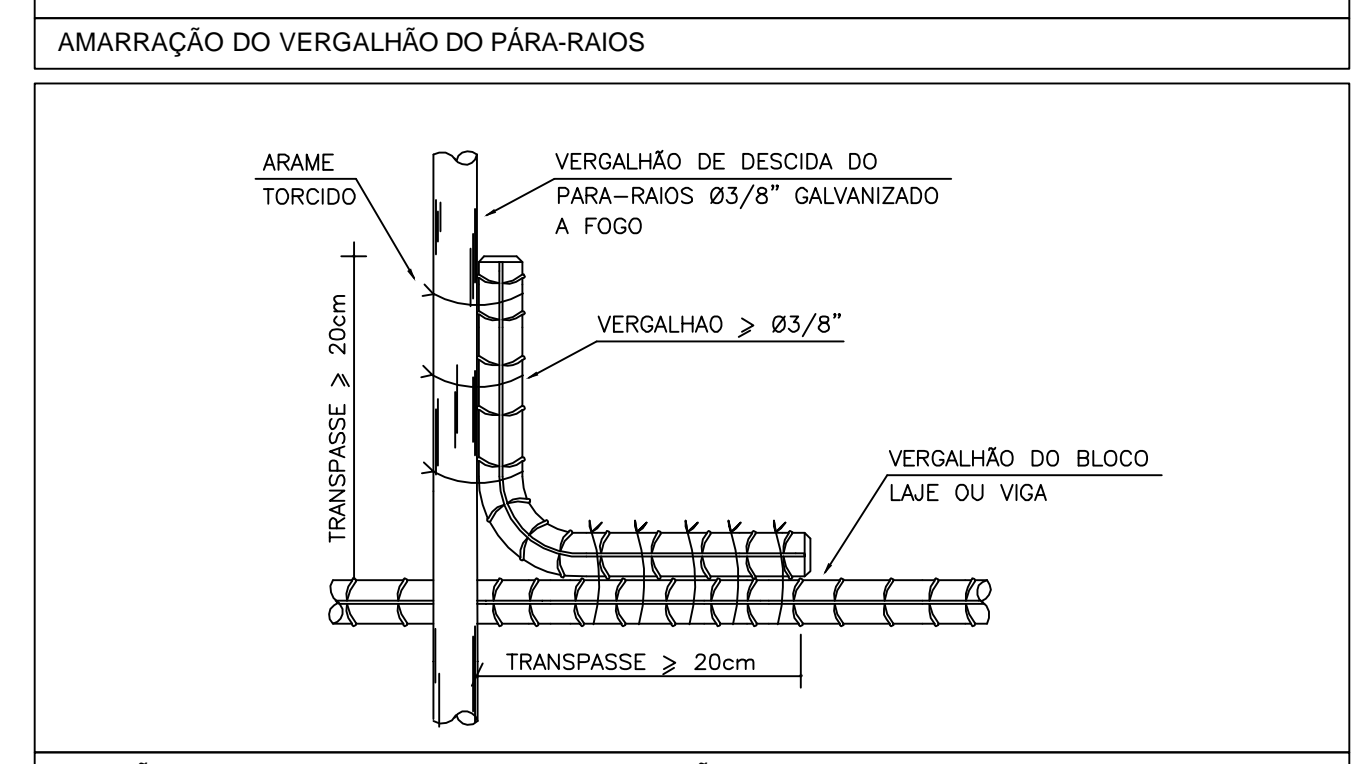 AMARRAÇÃO DO VERGALHÃO DO PÁRA-RAIOS
ARAME
TORCIDO
VERGALHÃO DE DESCIDA DO
PARA-RAIOS Ø3/8" GALVANIZADO
A FOGO
TRANSPASSE ⩾ 20cm
VERGALHAO ⩾ Ø3/8"
VERGALHÃO DO BLOCO
LAJE OU VIGA
TRANSPASSE ⩾ 20cm